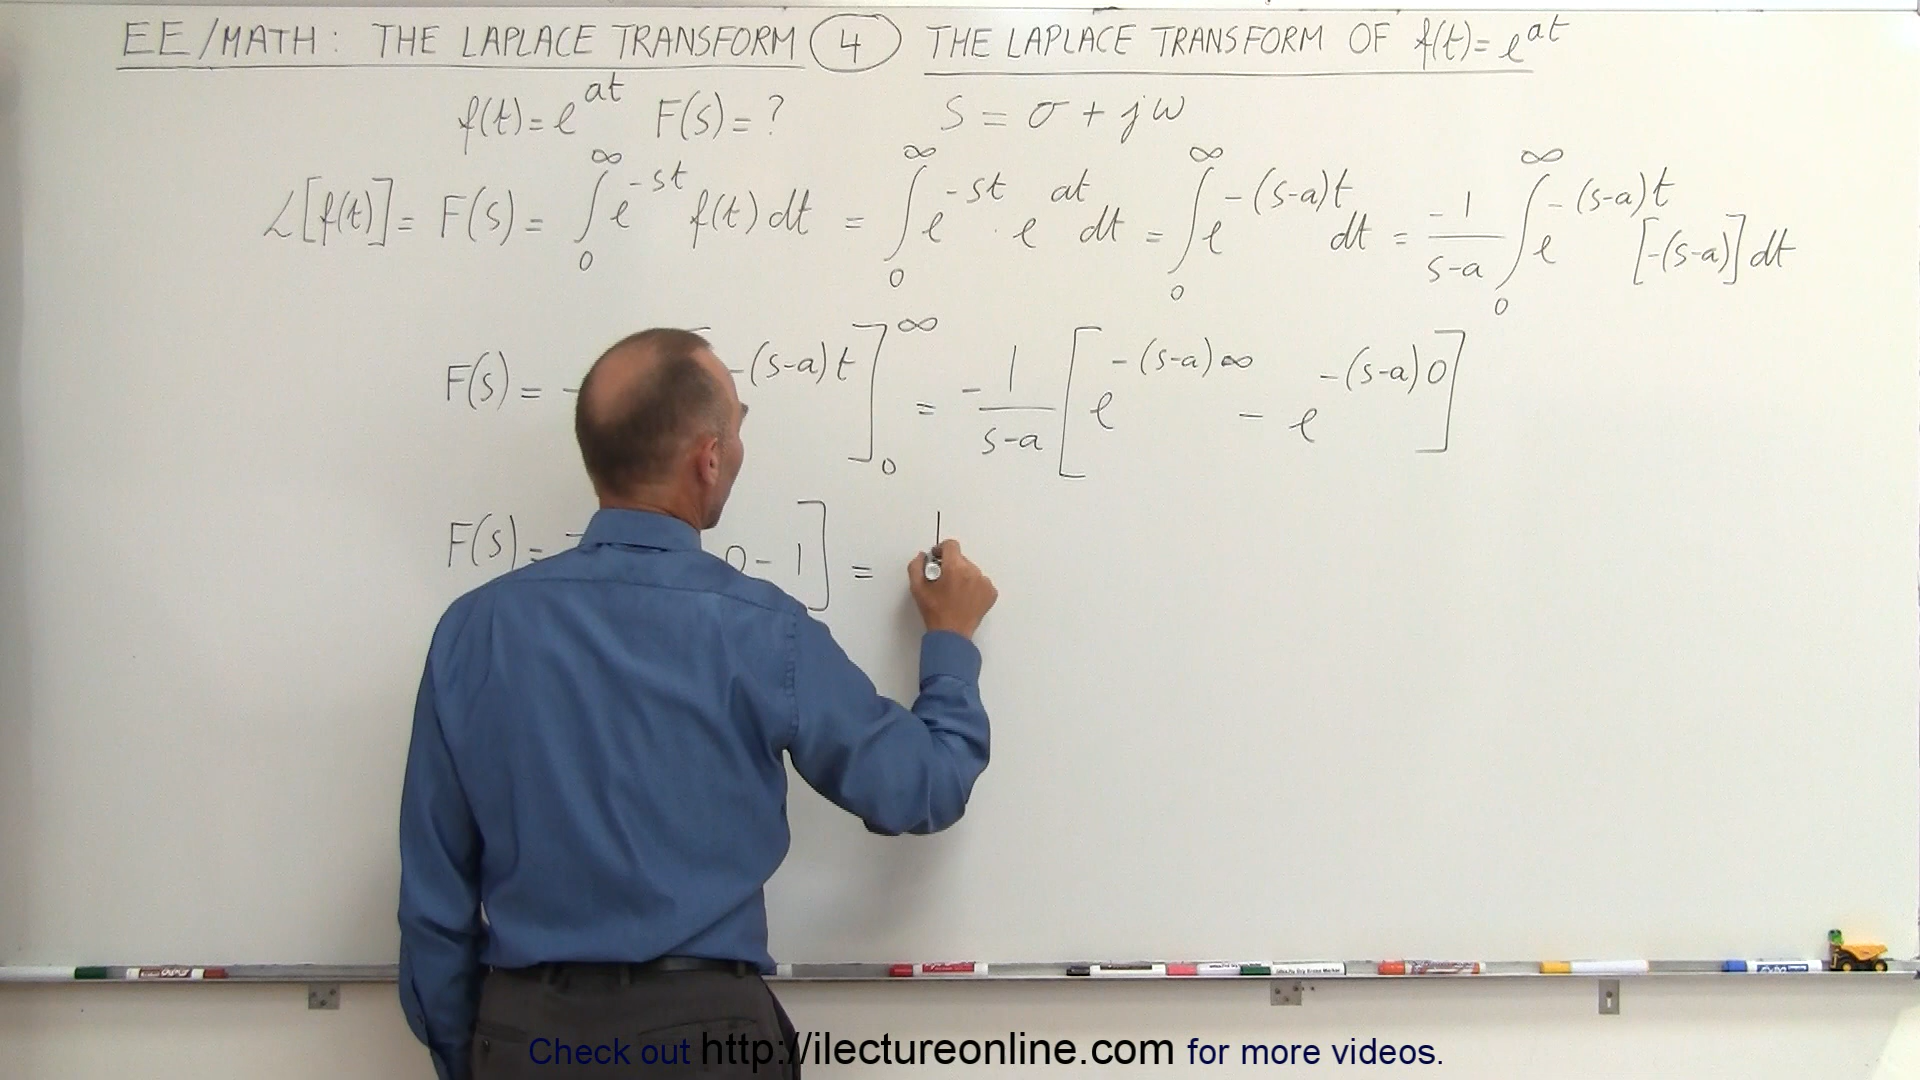 EE/MATH: THE LAPLACE TRANSFORM 4 THE LAPLACE TRANSFORM OF f(t)=e^at
f(t)=e^at F(s)=? S = σ + jω
L[f(t)] = F(s) = ∫_0^∞ e^-st f(t) dt = ∫_0^∞ e^-st · e^at dt = ∫_0^∞ e^-(s-a)t dt = -1/(s-a) ∫_0^∞ e^-(s-a)t [-(s-a)] dt
F(s) = - -(s-a)t]_0^∞ = -1/(s-a) [e^-(s-a)∞ - e^-(s-a)0]
F(s) = - 0 - 1] = 1
Check out http://ilectureonline.com for more videos.